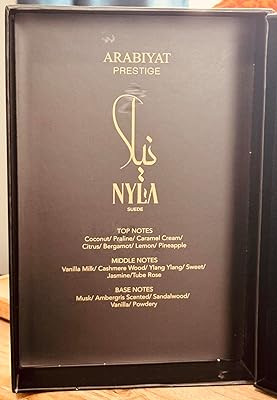 ARABIYAT
PRESTIGE
نيلا
NYLA
SUEDE
TOP NOTES
Coconut/ Praline/ Caramel Cream/
Citrus/ Bergamot/ Lemon/ Pineapple
MIDDLE NOTES
Vanilla Milk/ Cashmere Wood/ Ylang Ylang/ Sweet/
Jasmine/Tube Rose
BASE NOTES
Musk/ Ambergris Scented/ Sandalwood/
Vanilla/ Powdery